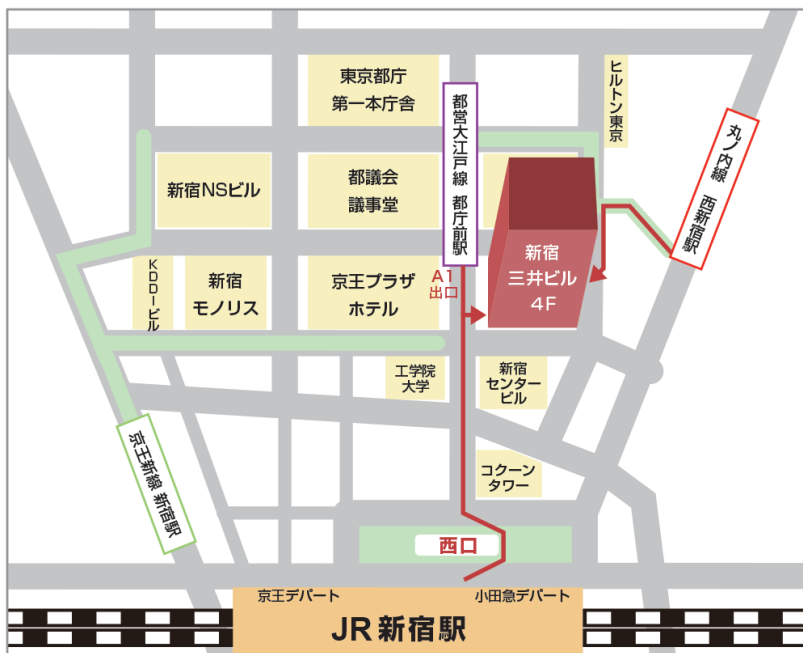 東京都庁
第一本庁舎
ヒルトン東京
都営大江戸線 都庁前駅
丸ノ内線 西新宿駅
新宿NSビル
都議会
議事堂
KDDIービル
新宿
モノリス
京王プラザ
ホテル
A1
出口
新宿
三井ビル
4F
工学院
大学
新宿
センター
ビル
京王新線 新宿駅
コクーン
タワー
西口
京王デパート
小田急デパート
JR新宿駅